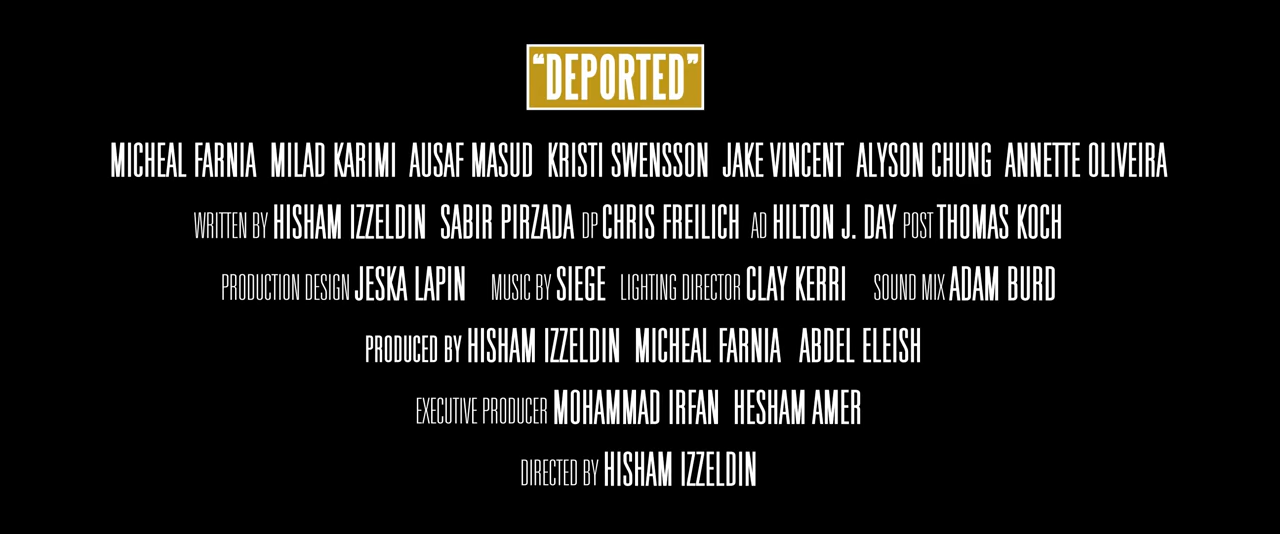 “DEPORTED”
MICHEAL FARNIA MILAD KARIMI AUSAF MASUD KRISTI SWENSSON JAKE VINCENT ALYSON CHUNG ANNETTE OLIVEIRA
WRITTEN BY HISHAM IZZELDIN SABIR PIRZADA DP CHRIS FREILICH AD HILTON J. DAY POST THOMAS KOCH
PRODUCTION DESIGN JESKA LAPIN MUSIC BY SIEGE LIGHTING DIRECTOR CLAY KERRI SOUND MIX ADAM BURD
PRODUCED BY HISHAM IZZELDIN MICHEAL FARNIA ABDEL ELEISH
EXECUTIVE PRODUCER MOHAMMAD IRFAN HESHAM AMER
DIRECTED BY HISHAM IZZELDIN